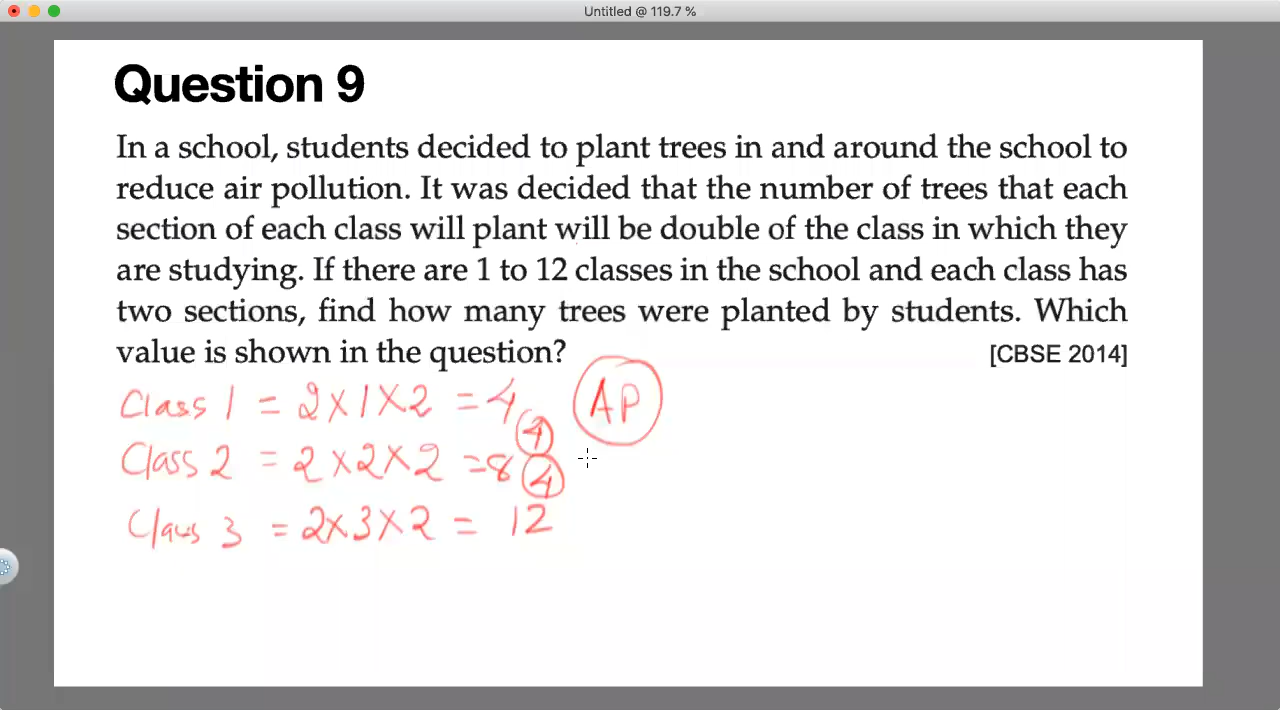 Untitled @ 119.7 %
Question 9
In a school, students decided to plant trees in and around the school to
reduce air pollution. It was decided that the number of trees that each
section of each class will plant will be double of the class in which they
are studying. If there are 1 to 12 classes in the school and each class has
two sections, find how many trees were planted by students. Which
value is shown in the question? [CBSE 2014]
Class 1 = 2 × 1 × 2 = 4 AP
4
Class 2 = 2 × 2 × 2 = 8
4
Class 3 = 2 × 3 × 2 = 12